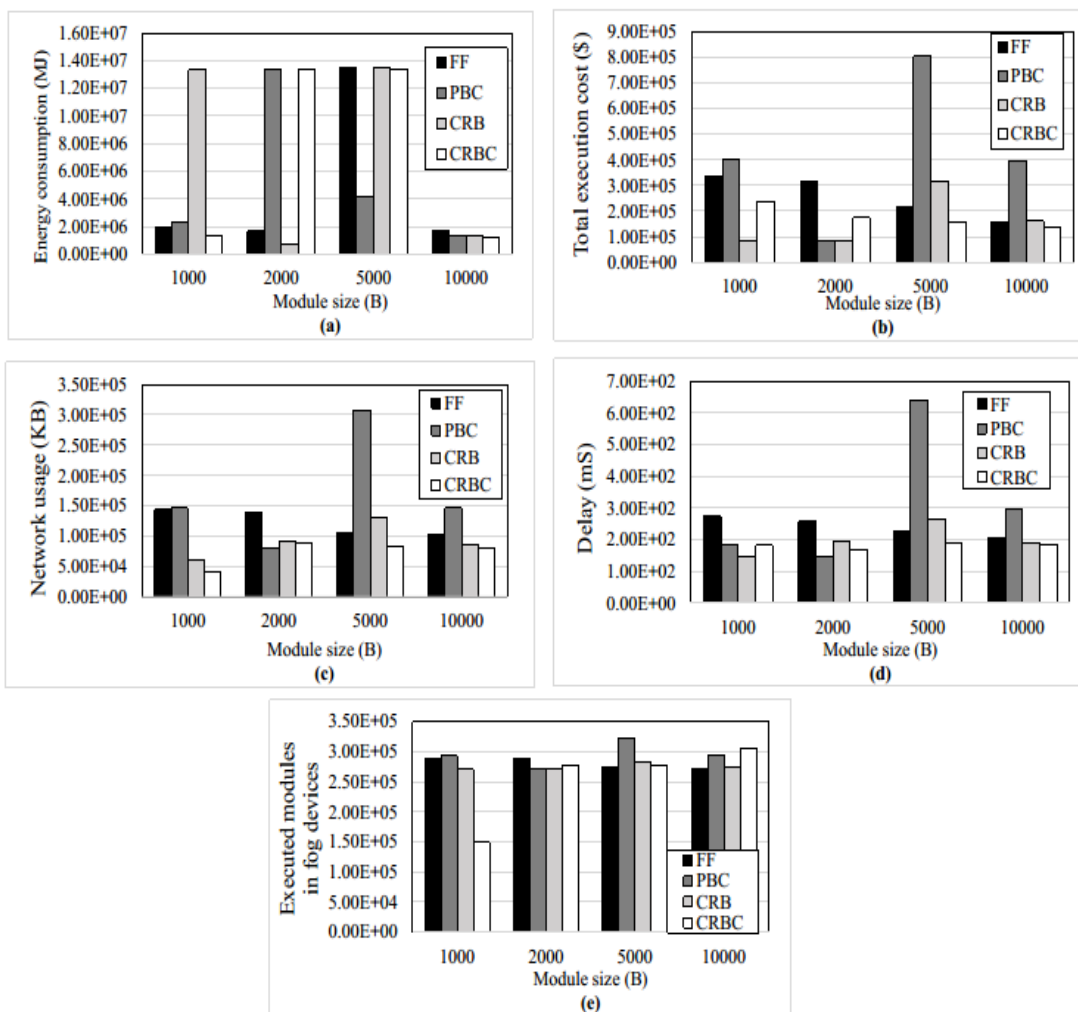 Energy consumption (MJ)
1.60E+07
1.40E+07
1.20E+07
1.00E+07
8.00E+06
6.00E+06
4.00E+06
2.00E+06
0.00E+00
FF
PBC
CRB
CRBC
1000 2000 5000 10000
Module size (B)
(a)
Total execution cost ($)
9.00E+05
8.00E+05
7.00E+05
6.00E+05
5.00E+05
4.00E+05
3.00E+05
2.00E+05
1.00E+05
0.00E+00
FF
PBC
CRB
CRBC
1000 2000 5000 10000
Module size (B)
(b)
Network usage (KB)
3.50E+05
3.00E+05
2.50E+05
2.00E+05
1.50E+05
1.00E+05
5.00E+04
0.00E+00
FF
PBC
CRB
CRBC
1000 2000 5000 10000
Module size (B)
(c)
Delay (mS)
7.00E+02
6.00E+02
5.00E+02
4.00E+02
3.00E+02
2.00E+02
1.00E+02
0.00E+00
FF
PBC
CRB
CRBC
1000 2000 5000 10000
Module size (B)
(d)
Executed modules
in fog devices
3.50E+05
3.00E+05
2.50E+05
2.00E+05
1.50E+05
1.00E+05
5.00E+04
0.00E+00
FF
PBC
CRB
CRBC
1000 2000 5000 10000
Module size (B)
(e)